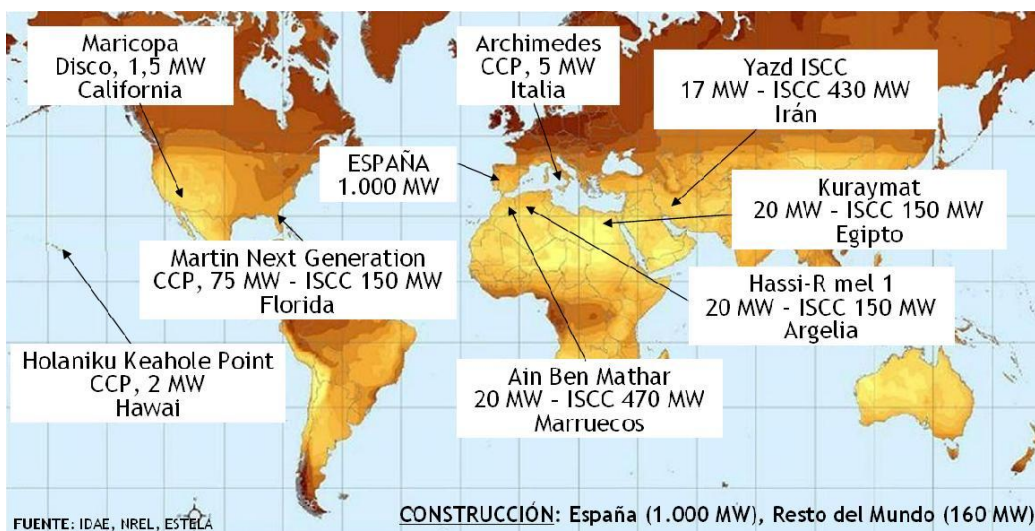 Maricopa
Disco, 1,5 MW
California
Archimedes
CCP, 5 MW
Italia
Yazd ISCC
17 MW - ISCC 430 MW
Irán
ESPAÑA
1.000 MW
Kuraymat
20 MW - ISCC 150 MW
Egipto
Martin Next Generation
CCP, 75 MW - ISCC 150 MW
Florida
Hassi-R mel 1
20 MW - ISCC 150 MW
Argelia
Holaniku Keahole Point
CCP, 2 MW
Hawai
Ain Ben Mathar
20 MW - ISCC 470 MW
Marruecos
FUENTE: IDAE, NREL, ESTELA
CONSTRUCCIÓN: España (1.000 MW), Resto del Mundo (160 MW)